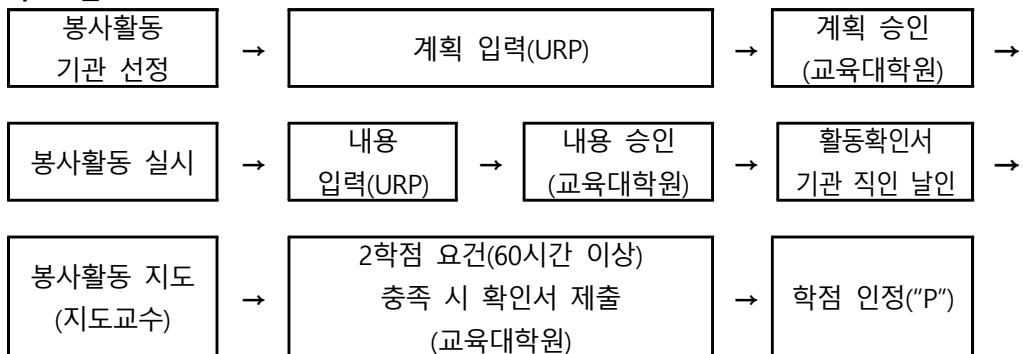 봉사활동
기관 선정
→
계획 입력(URP)
→
계획 승인
(교육대학원)
→
봉사활동 실시
→
내용
입력(URP)
→
내용 승인
(교육대학원)
→
활동확인서
기관 직인 날인
→
봉사활동 지도
(지도교수)
→
2학점 요건(60시간 이상)
충족 시 확인서 제출
(교육대학원)
→
학점 인정("P")